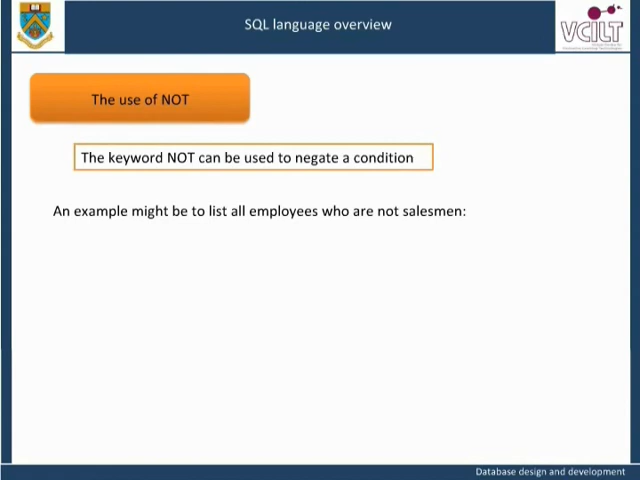 SQL language overview
VCILT
The use of NOT
The keyword NOT can be used to negate a condition
An example might be to list all employees who are not salesmen:
Database design and development